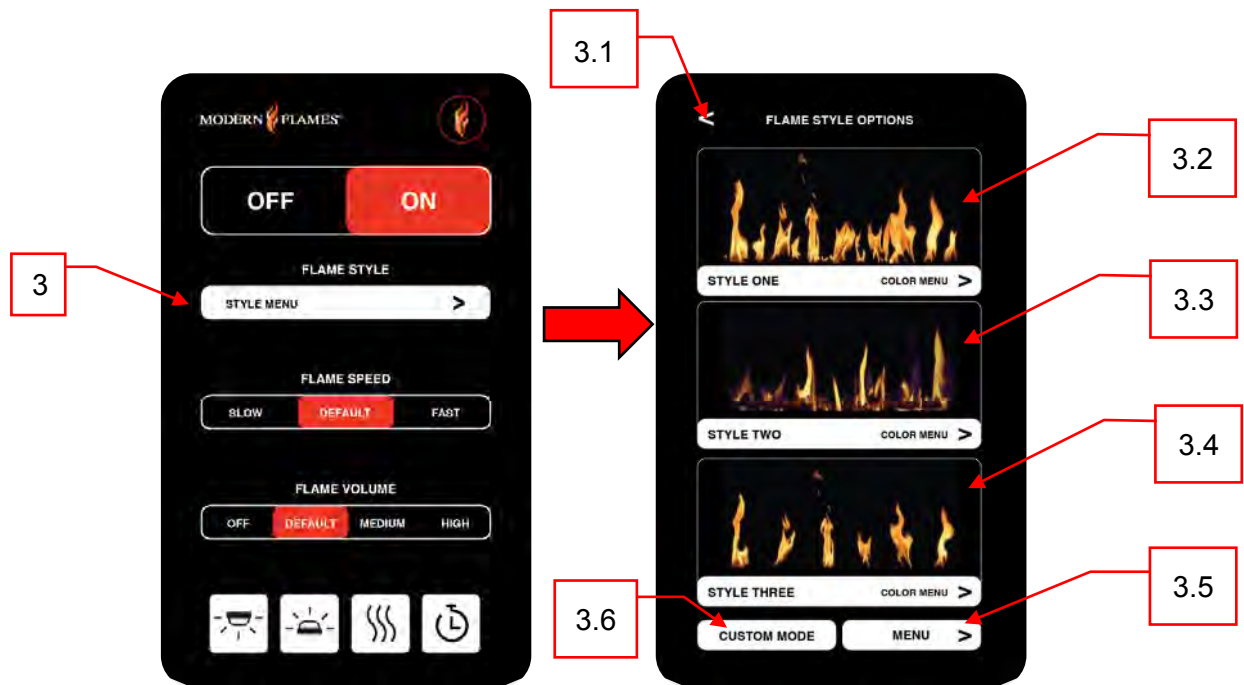 3.1
MODERN FLAMES
< FLAME STYLE OPTIONS
3.2
OFF ON
FLAME STYLE
3
STYLE MENU >
STYLE ONE COLOR MENU >
3.3
FLAME SPEED
SLOW DEFAULT FAST
STYLE TWO COLOR MENU >
3.4
FLAME VOLUME
OFF DEFAULT MEDIUM HIGH
STYLE THREE COLOR MENU >
3.5
3.6
CUSTOM MODE MENU >